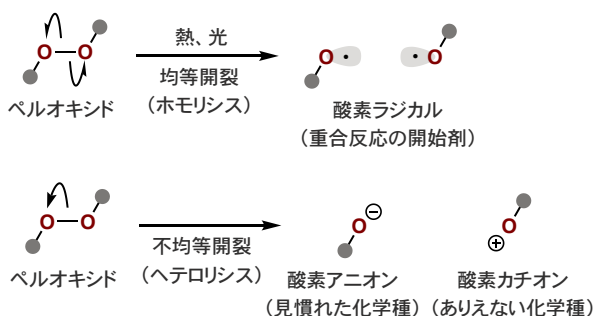 熱、光
O O
O
O
均等開裂
(ホモリシス)
ペルオキシド
酸素ラジカル
(重合反応の開始剤)
O O
O ⊖
O
⊕
不均等開裂
(ヘテロリシス)
ペルオキシド
酸素アニオン
(見慣れた化学種)
酸素カチオン
(ありえない化学種)